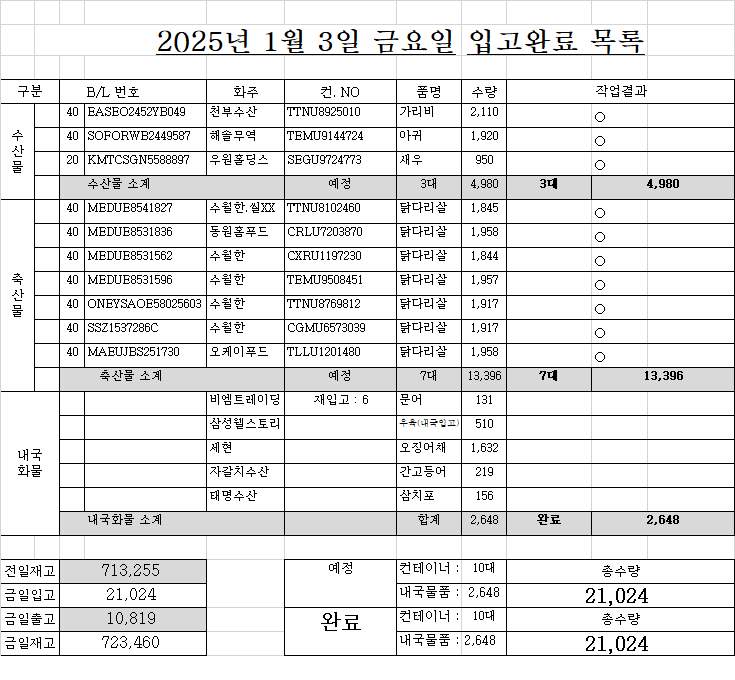 2025년 1월 3일 금요일 입고완료 목록
구분 B/L 번호 화주 컨. NO 품명 수량 작업결과
수산물
40 EASEO2452YB049 천부수산 TTNU8925010 가리비 2,110 ○
40 SOFORWB2449587 해솔무역 TEMU9144724 아귀 1,920 ○
20 KMTCSGN5588897 우원홀딩스 SEGU9724773 새우 950 ○
수산물 소계 예정 3대 4,980 3대 4,980
축산물
40 MEDUE8541827 수월한.씰XX TTNU8102460 닭다리살 1,845 ○
40 MEDUE8531836 동원홈푸드 CRLU7203870 닭다리살 1,958 ○
40 MEDUE8531562 수월한 CXRU1197230 닭다리살 1,844 ○
40 MEDUE8531596 수월한 TEMU9508451 닭다리살 1,957 ○
40 ONEYSAOE58025603 수월한 TTNU8769812 닭다리살 1,917 ○
40 SSZ1537286C 수월한 CGMU6573039 닭다리살 1,917 ○
40 MAEUJBS251730 오케이푸드 TLLU1201480 닭다리살 1,958 ○
축산물 소계 예정 7대 13,396 7대 13,396
내국
화물
비엠트레이딩 재입고 : 6 문어 131
삼성웰스토리 우육(내국입고) 510
세현 오징어채 1,632
자갈치수산 간고등어 219
태명수산 삼치포 156
내국화물 소계 합계 2,648 완료 2,648
전일재고 713,255 예정 컨테이너 : 10대 총수량
금일입고 21,024 내국물품 : 2,648 21,024
금일출고 10,819 완료 컨테이너 : 10대 총수량
금일재고 723,460 내국물품 : 2,648 21,024